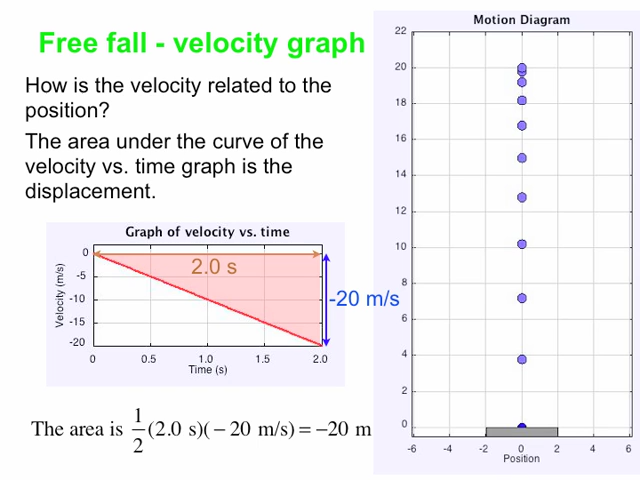 Free fall - velocity graph
How is the velocity related to the
position?
The area under the curve of the
velocity vs. time graph is the
displacement.
Graph of velocity vs. time
Velocity (m/s)
0
-5
-10
-15
-20
2.0 s
-20 m/s
0 0.5 1.0 1.5 2.0
Time (s)
The area is 1/2 (2.0 s)(− 20 m/s) = −20 m
Motion Diagram
22
20
18
16
14
12
10
8
6
4
2
0
-6 -4 -2 0 2 4 6
Position